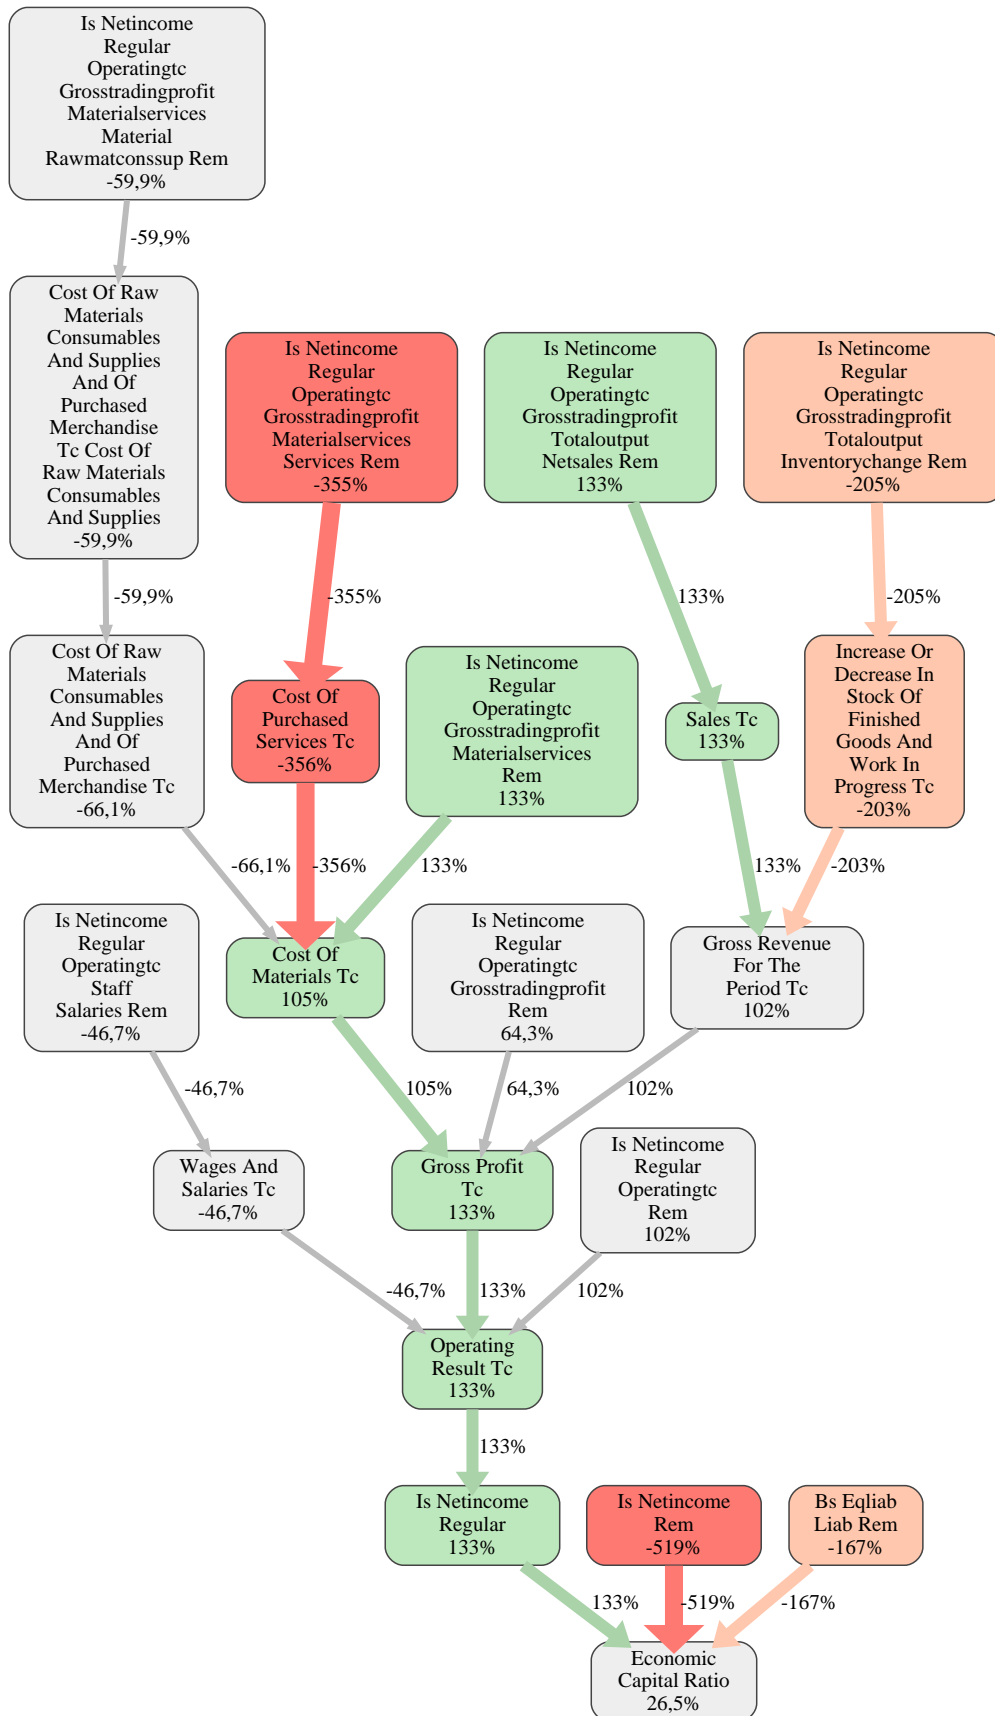 Is Netincome
Regular
Operatingtc
Grosstradingprofit
Materialservices
Material
Rawmatconssup Rem
-59,9%
-59,9%
Cost Of Raw
Materials
Consumables
And Supplies
And Of
Purchased
Merchandise
Tc Cost Of
Raw Materials
Consumables
And Supplies
-59,9%
Is Netincome
Regular
Operatingtc
Grosstradingprofit
Materialservices
Services Rem
-355%
Is Netincome
Regular
Operatingtc
Grosstradingprofit
Totaloutput
Netsales Rem
133%
Is Netincome
Regular
Operatingtc
Grosstradingprofit
Totaloutput
Inventorychange Rem
-205%
-59,9%
-355%
133%
-205%
Cost Of Raw
Materials
Consumables
And Supplies
And Of
Purchased
Merchandise Tc
-66,1%
Cost Of
Purchased
Services Tc
-356%
Is Netincome
Regular
Operatingtc
Grosstradingprofit
Materialservices
Rem
133%
Sales Tc
133%
Increase Or
Decrease In
Stock Of
Finished
Goods And
Work In
Progress Tc
-203%
-66,1%
-356%
133%
133%
-203%
Is Netincome
Regular
Operatingtc
Staff
Salaries Rem
-46,7%
Cost Of
Materials Tc
105%
Is Netincome
Regular
Operatingtc
Grosstradingprofit
Rem
64,3%
Gross Revenue
For The
Period Tc
102%
-46,7%
105%
64,3%
102%
Wages And
Salaries Tc
-46,7%
Gross Profit
Tc
133%
Is Netincome
Regular
Operatingtc
Rem
102%
-46,7%
133%
102%
Operating
Result Tc
133%
133%
Is Netincome
Regular
133%
Is Netincome
Rem
-519%
Bs Eqliab
Liab Rem
-167%
133%
-519%
-167%
Economic
Capital Ratio
26,5%